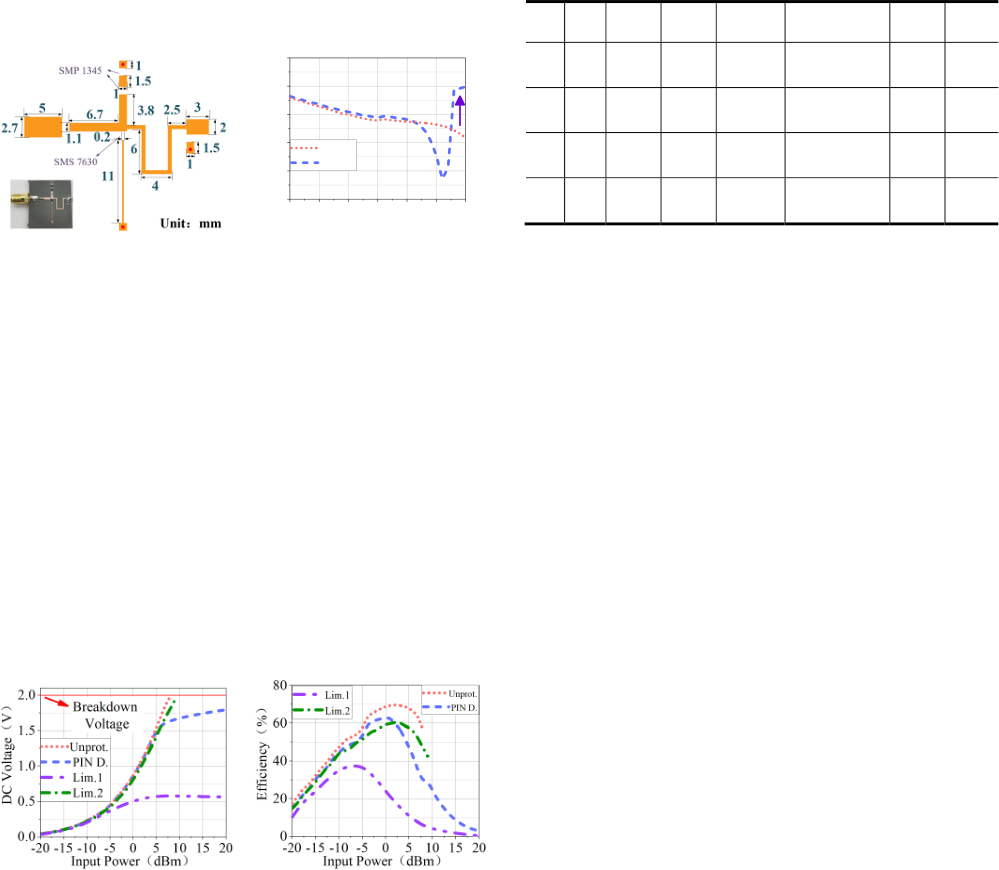 SMP 1345
1
1.5
1
5
6.7
3.8
2.5
3
2.7
1.1
0.2
2
SMS 7630
6
1.5
1
11
4
Unit: mm
2.0
1.5
1.0
0.5
0.0
DC Voltage (V)
Breakdown
Voltage
Unprot.
PIN D.
Lim.1
Lim.2
-20 -15 -10 -5 0 5 10 15 20
Input Power (dBm)
80
60
40
20
0
Efficiency (%)
Lim.1
Lim.2
Unprot.
PIN D.
-20 -15 -10 -5 0 5 10 15 20
Input Power (dBm)